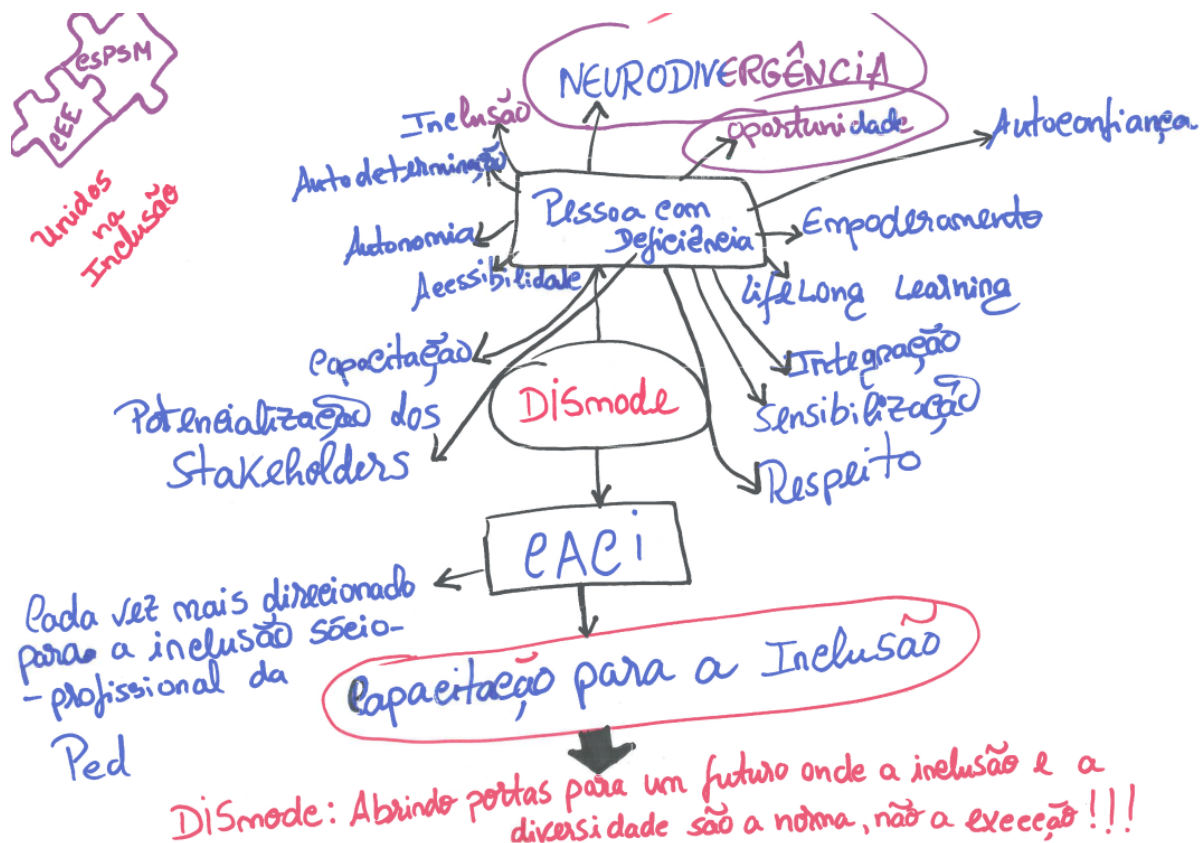 esPSM
eEE
Unidos
na
Inclusão
NEURODIVERGÊNCIA
Inclusão
oportunidade
Autoconfiança
Autodeterminação
Pessoa com
Deficiência
Empoderamento
Autonomia
Acessibilidade
LifeLong Learning
Capacitação
Integração
DiSmode
Sensibilização
Potencialização dos
Stakeholders
Respeito
CACi
Cada vez mais direcionado
para a inclusão sócio-
-profissional da
Ped
Capacitação para a Inclusão
DiSmode: Abrindo portas para um futuro onde a inclusão e a
diversidade são a norma, não a exceção!!!